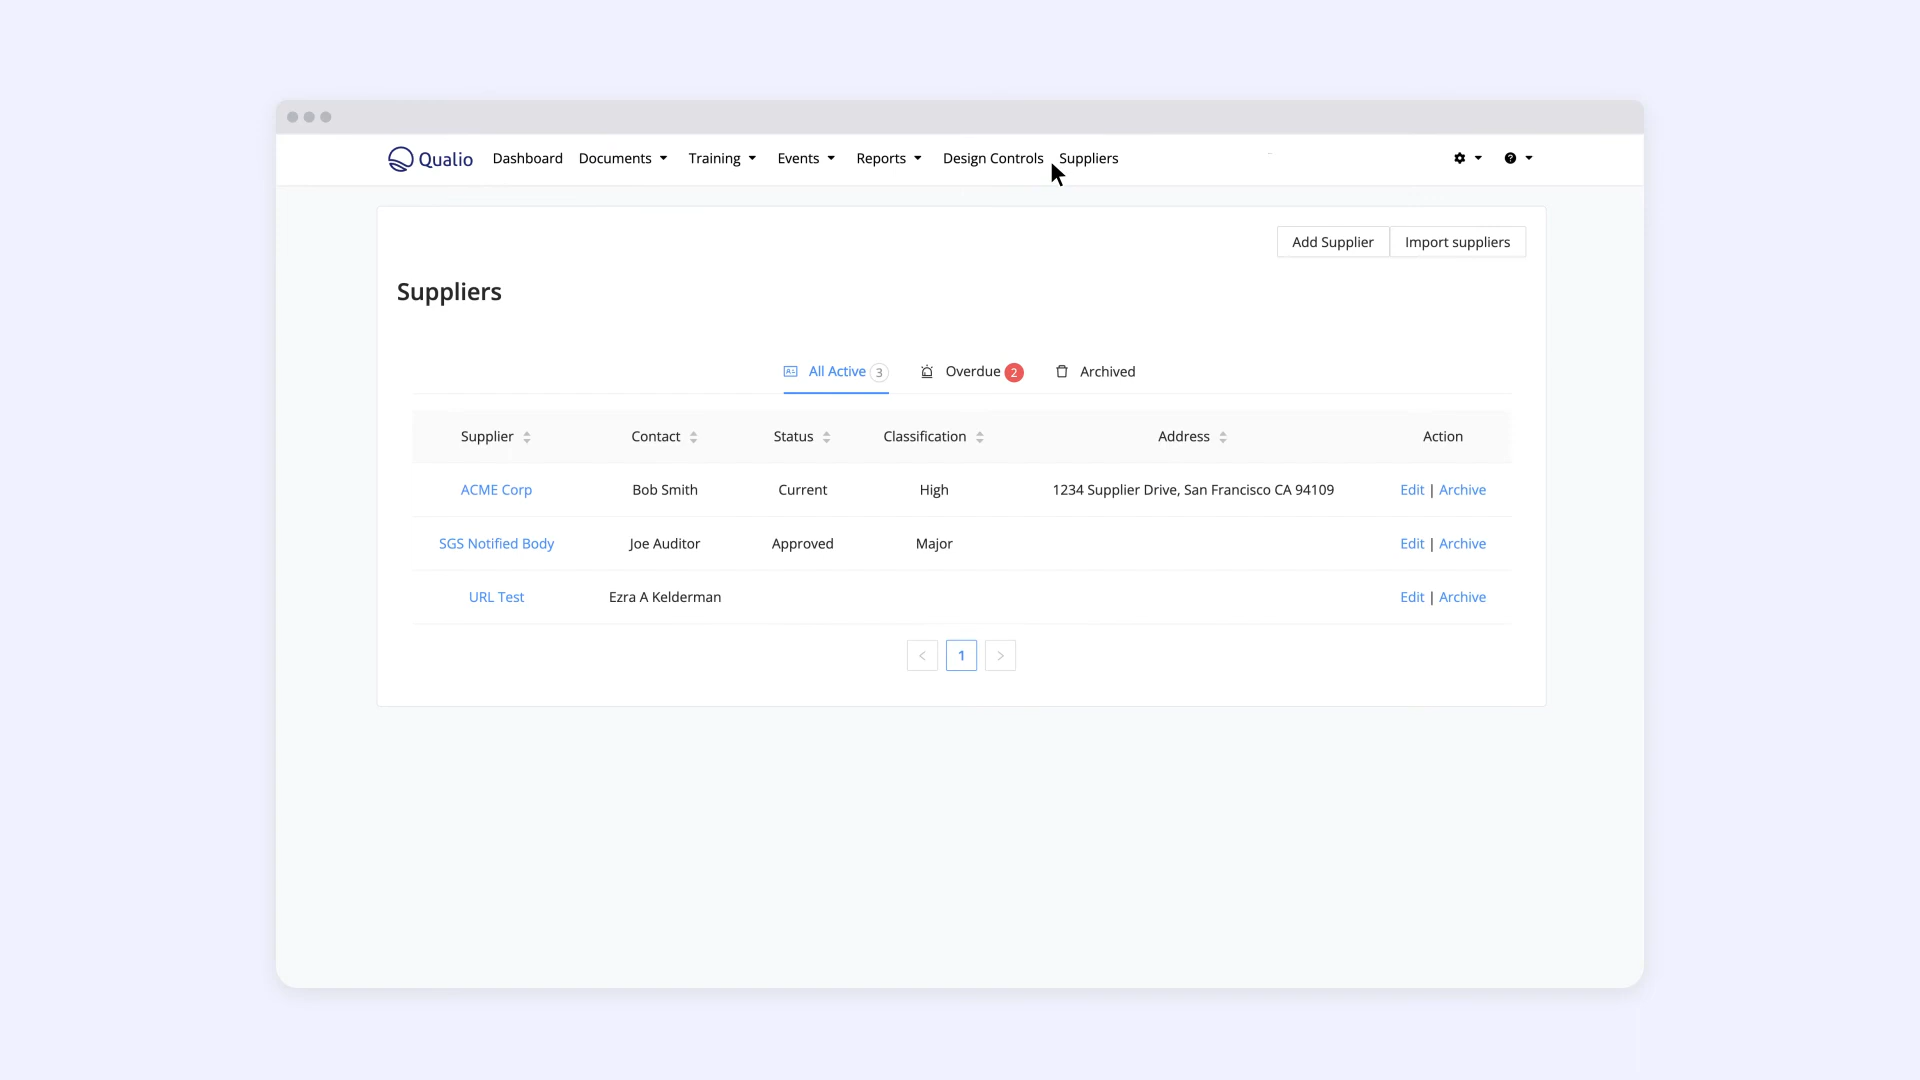 Qualio Dashboard Documents Training Events Reports Design Controls Suppliers
Add Supplier Import suppliers
Suppliers
All Active 3 Overdue 2 Archived
Supplier Contact Status Classification Address Action
ACME Corp Bob Smith Current High 1234 Supplier Drive, San Francisco CA 94109 Edit | Archive
SGS Notified Body Joe Auditor Approved Major Edit | Archive
URL Test Ezra A Kelderman Edit | Archive
< 1 >